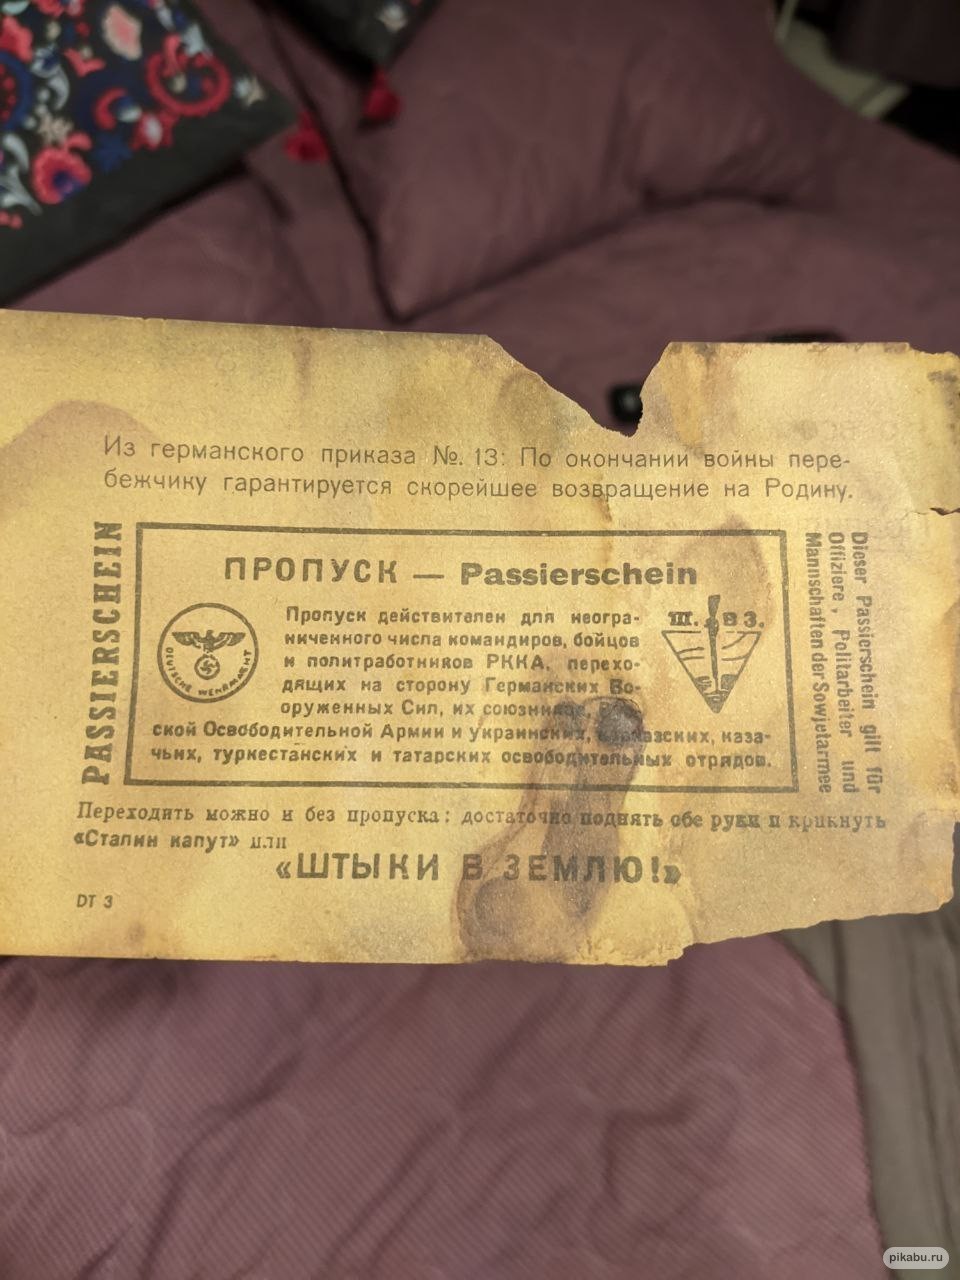 Из германского приказа №. 13: По окончании войны пере-
бежчику гарантируется скорейшее возвращение на Родину.
PASSIERSCHEIN
ПРОПУСК — Passierschein
DEUTSCHE WEHRMACHT
Пропуск действителен для неогра-
ниченного числа командиров, бойцов
и политработников РККА, перехо-
дящих на сторону Германских Во-
оруженных Сил, их союзников,
ской Освободительной Армии и украинских, кавказских, каза-
чьих, туркестанских и татарских освободительных отрядов.
Ш. В З.
Dieser Passierschein gilt für
Offiziere, Politarbeiter und
Mannschaften der Sowjetarmee
Переходить можно и без пропуска: достаточно поднять обе руки и крикнуть
«Сталин капут» или
«ШТЫКИ В ЗЕМЛЮ!»
DT 3
pikabu.ru